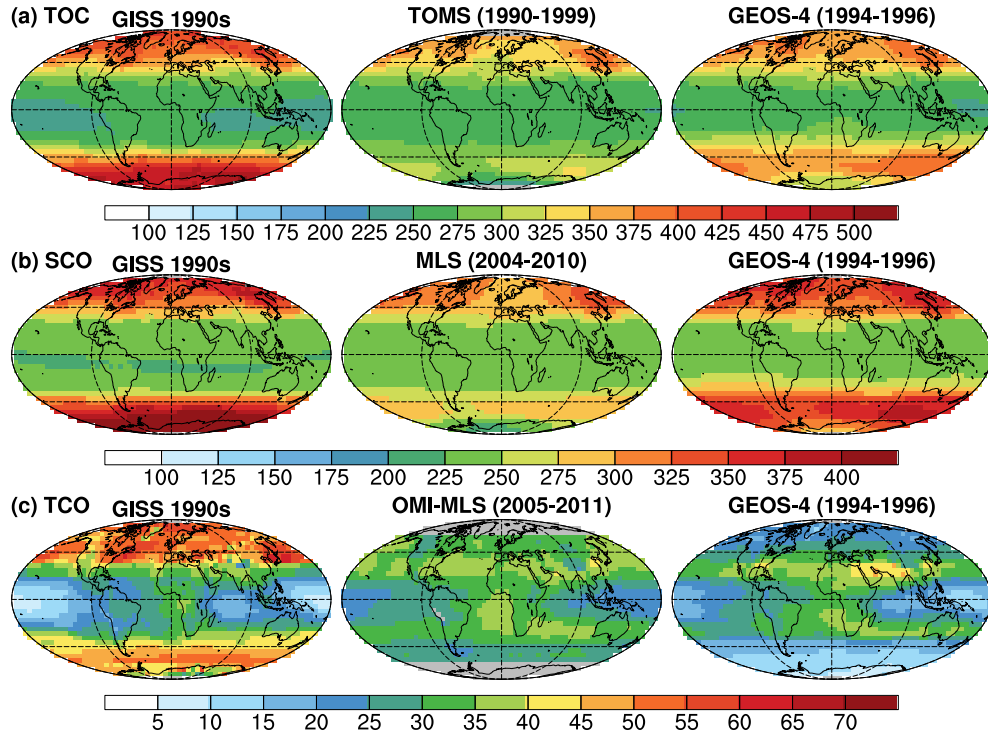 (a) TOC GISS 1990s TOMS (1990-1999) GEOS-4 (1994-1996)
100 125 150 175 200 225 250 275 300 325 350 375 400 425 450 475 500
(b) SCO GISS 1990s MLS (2004-2010) GEOS-4 (1994-1996)
100 125 150 175 200 225 250 275 300 325 350 375 400
(c) TCO GISS 1990s OMI-MLS (2005-2011) GEOS-4 (1994-1996)
5 10 15 20 25 30 35 40 45 50 55 60 65 70